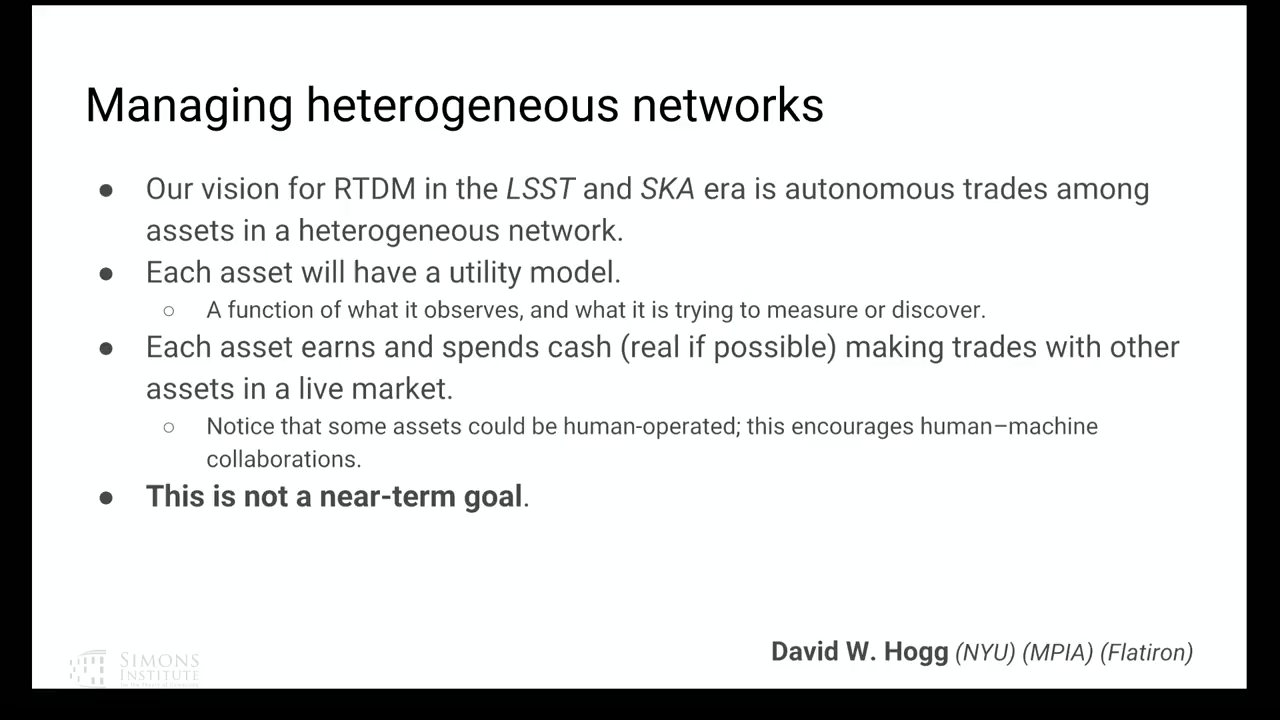 Managing heterogeneous networks
● Our vision for RTDM in the LSST and SKA era is autonomous trades among
assets in a heterogeneous network.
● Each asset will have a utility model.
○ A function of what it observes, and what it is trying to measure or discover.
● Each asset earns and spends cash (real if possible) making trades with other
assets in a live market.
○ Notice that some assets could be human-operated; this encourages human–machine
collaborations.
● This is not a near-term goal.
David W. Hogg (NYU) (MPIA) (Flatiron)
SIMONS
INSTITUTE